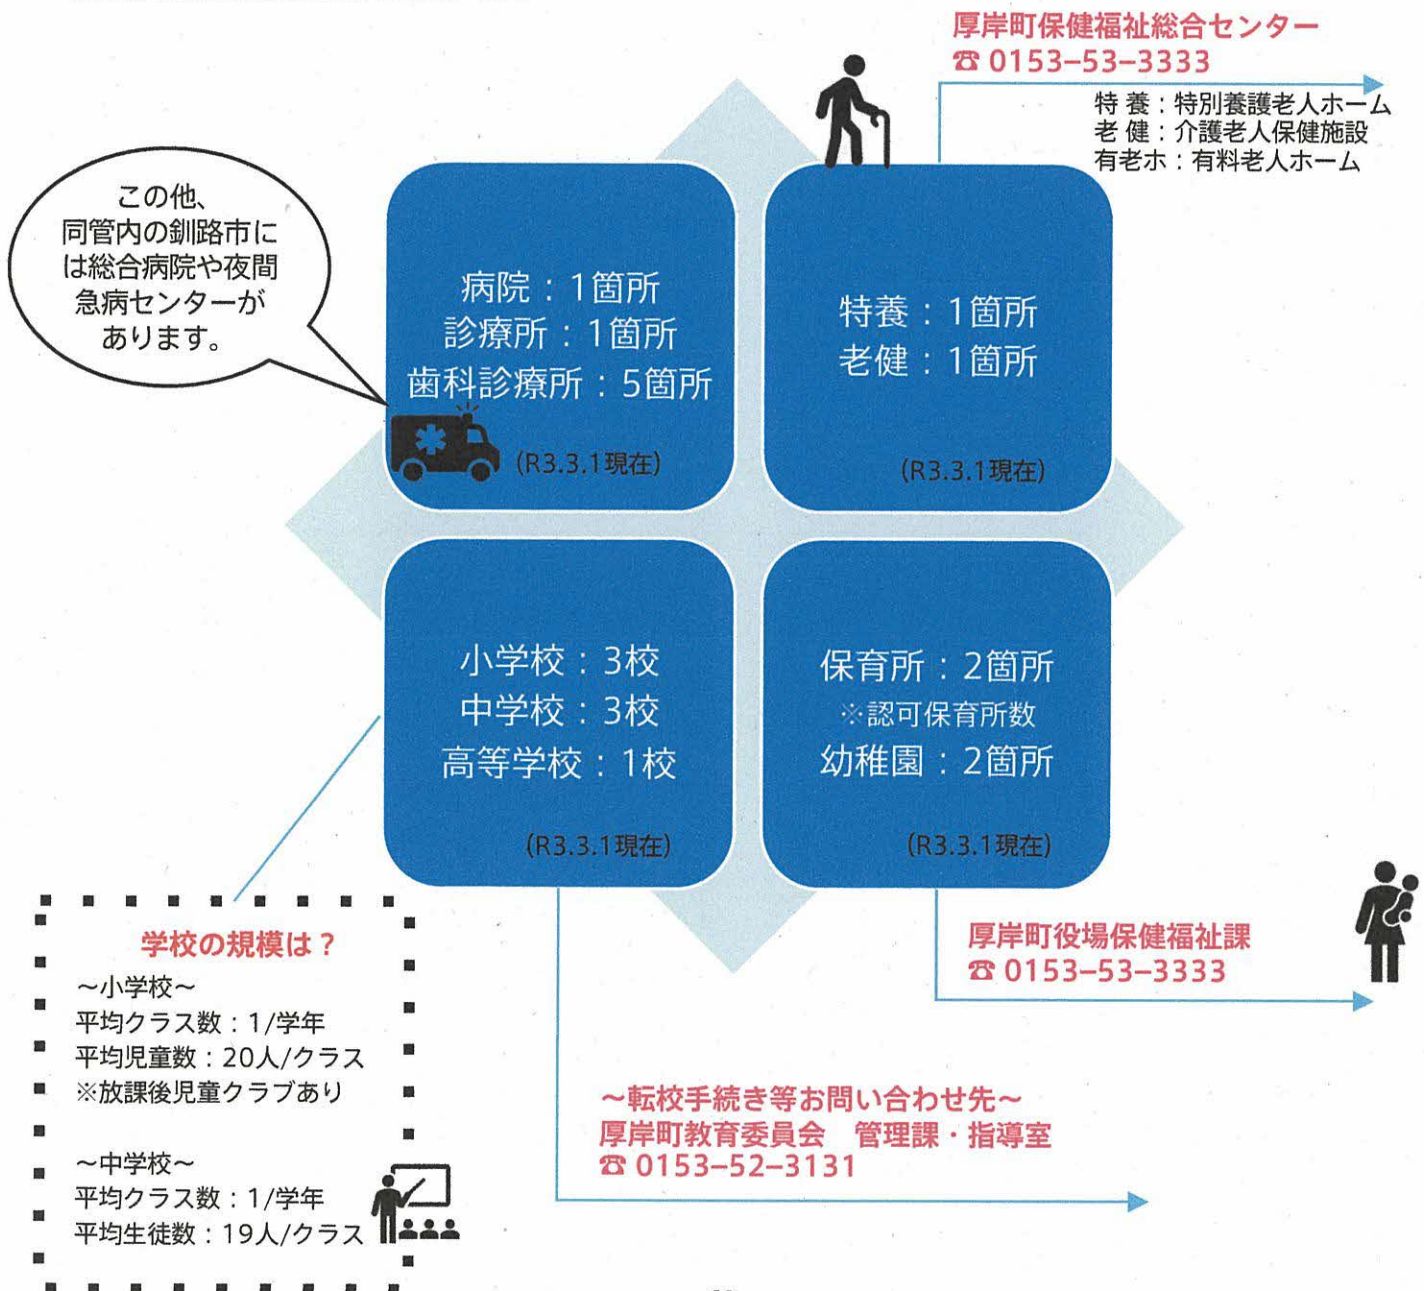 厚岸町保健福祉総合センター
☎ 0153–53–3333
特 養：特別養護老人ホーム
老 健：介護老人保健施設
有老ホ：有料老人ホーム
この他、
同管内の釧路市に
は総合病院や夜間
急病センターが
あります。
病院：1箇所
診療所：1箇所
歯科診療所：5箇所
(R3.3.1現在)
特養：1箇所
老健：1箇所
(R3.3.1現在)
小学校：3校
中学校：3校
高等学校：1校
(R3.3.1現在)
保育所：2箇所
※認可保育所数
幼稚園：2箇所
(R3.3.1現在)
学校の規模は？
～小学校～
平均クラス数：1/学年
平均児童数：20人/クラス
※放課後児童クラブあり
～中学校～
平均クラス数：1/学年
平均生徒数：19人/クラス
厚岸町役場保健福祉課
☎ 0153–53–3333
～転校手続き等お問い合わせ先～
厚岸町教育委員会　管理課・指導室
☎ 0153–52–3131